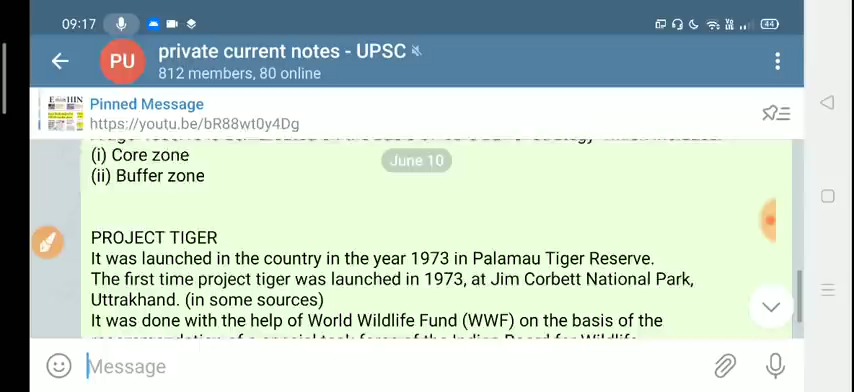 09:17
44
PU
private current notes - UPSC
812 members, 80 online
Pinned Message
https://youtu.be/bR88wt0y4Dg
(i) Core zone
June 10
(ii) Buffer zone
PROJECT TIGER
It was launched in the country in the year 1973 in Palamau Tiger Reserve.
The first time project tiger was launched in 1973, at Jim Corbett National Park,
Uttrakhand. (in some sources)
It was done with the help of World Wildlife Fund (WWF) on the basis of the
Message